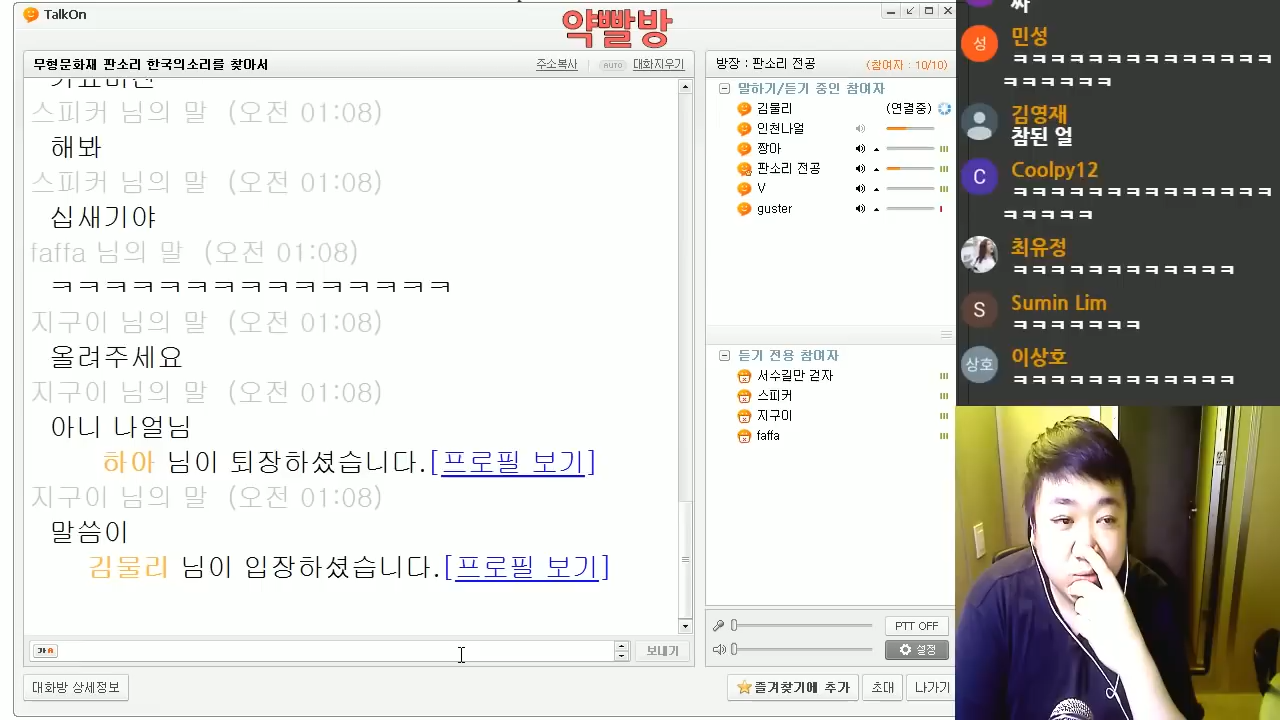 TalkOn
약빨방
무형문화재 판소리 한국의소리를 찾아서
주소복사
AUTO
대화지우기
스피커 님의 말 (오전 01:08)
해봐
스피커 님의 말 (오전 01:08)
십새기야
faffa 님의 말 (오전 01:08)
ㅋㅋㅋㅋㅋㅋㅋㅋㅋㅋㅋㅋㅋㅋㅋ
지구이 님의 말 (오전 01:08)
올려주세요
지구이 님의 말 (오전 01:08)
아니 나얼님
하아 님이 퇴장하셨습니다.[프로필 보기]
지구이 님의 말 (오전 01:08)
말씀이
김물리 님이 입장하셨습니다.[프로필 보기]
가A
보내기
대화방 상세정보
방장 : 판소리 전공 (참여자 : 10/10)
말하기/듣기 중인 참여자
김물리 (연결중)
인천나얼
짱아
판소리 전공
V
guster
듣기 전용 참여자
서수길만 걷자
스피커
지구이
faffa
PTT OFF
설정
즐겨찾기에 추가
초대
나가기
싸
성
민성
ㅋㅋㅋㅋㅋㅋㅋㅋㅋㅋㅋㅋㅋㅋ
ㅋㅋㅋㅋㅋㅋ
김영재
참된 얼
C
Coolpy12
ㅋㅋㅋㅋㅋㅋㅋㅋㅋㅋㅋㅋㅋㅋ
ㅋㅋㅋㅋㅋ
최유정
ㅋㅋㅋㅋㅋㅋㅋㅋㅋㅋㅋㅋ
S
Sumin Lim
ㅋㅋㅋㅋㅋㅋㅋ
상호
이상호
ㅋㅋㅋㅋㅋㅋㅋㅋㅋㅋㅋㅋ